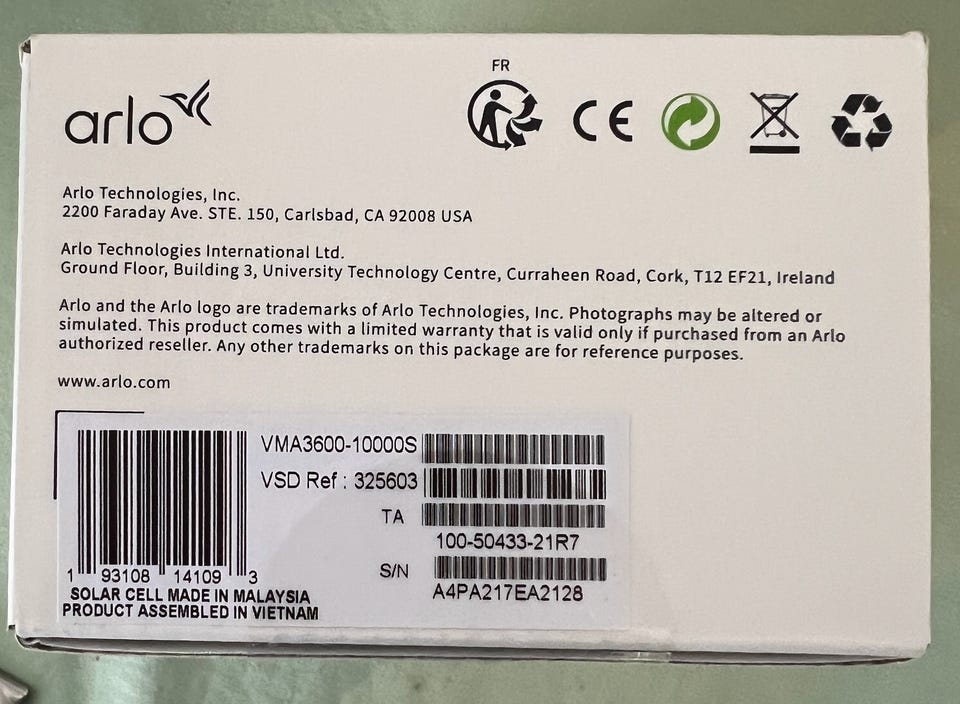 FR
arlo
CE
Arlo Technologies, Inc.
2200 Faraday Ave. STE. 150, Carlsbad, CA 92008 USA
Arlo Technologies International Ltd.
Ground Floor, Building 3, University Technology Centre, Curraheen Road, Cork, T12 EF21, Ireland
Arlo and the Arlo logo are trademarks of Arlo Technologies, Inc. Photographs may be altered or
simulated. This product comes with a limited warranty that is valid only if purchased from an Arlo
authorized reseller. Any other trademarks on this package are for reference purposes.
www.arlo.com
VMA3600-10000S
VSD Ref : 325603
TA
100-50433-21R7
S/N
A4PA217EA2128
1 93108 14109 3
SOLAR CELL MADE IN MALAYSIA
PRODUCT ASSEMBLED IN VIETNAM